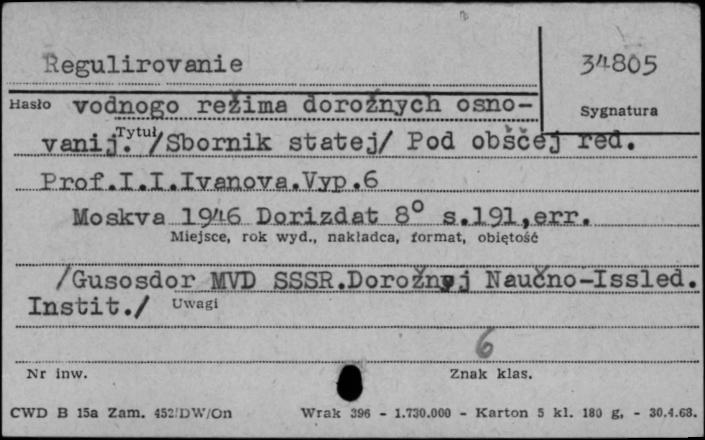 Regulirovanie
34805
Hasło vodnogo režima dorožnych osno-
Sygnatura
vanij. Tytuł /Sbornik statej/ Pod obščej red.
Prof.I.I.Ivanova.Vyp.6
Moskva 1946 Dorizdat 8° s.191,err.
Miejsce, rok wyd., nakładca, format, objętość
/Gusosdor MVD SSSR.Dorožnyj Naučno-Issled.
Instit./ Uwagi
6
Nr inw.
Znak klas.
CWD B 15a Zam. 452/DW/On Wrak 396 - 1.730.000 - Karton 5 kl. 180 g, - 30.4.68.